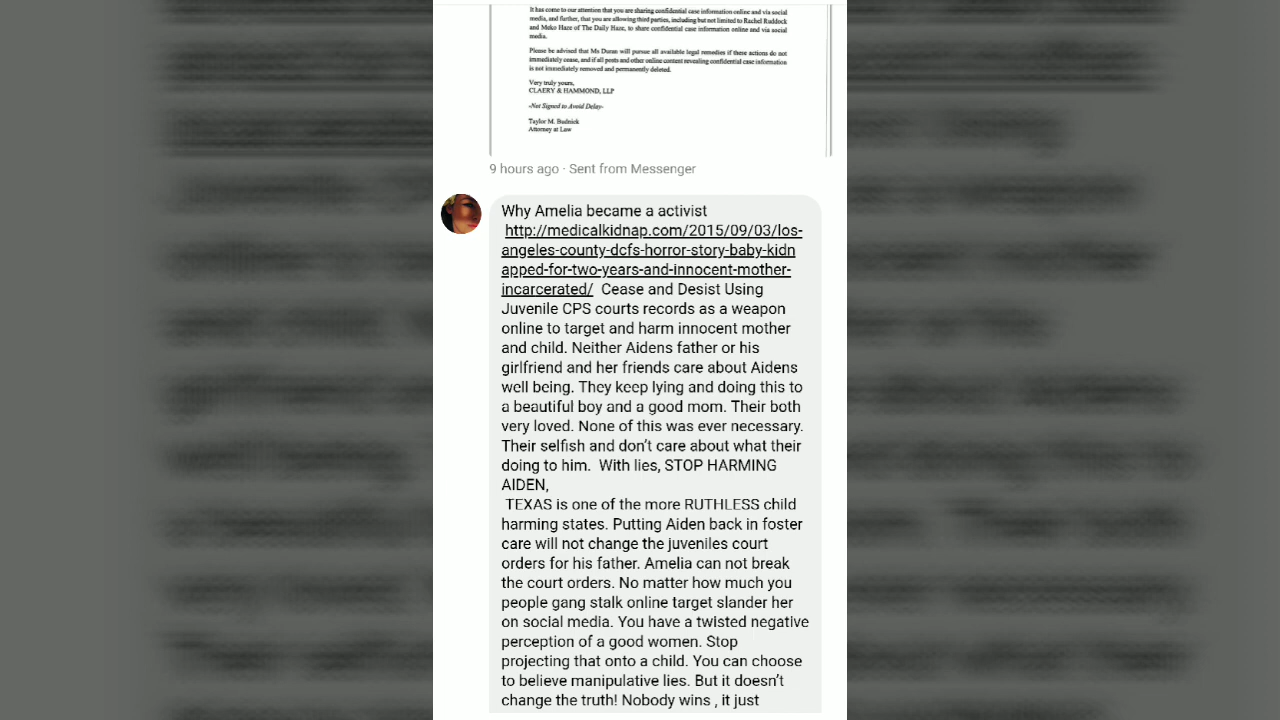 It has come to our attention that you are sharing confidential case information online and via social
media, and further, that you are allowing third parties, including but not limited to Rachel Ruddock
and Meko Haze of The Daily Haze, to share confidential case information online and via social
media.
Please be advised that Ms Duran will pursue all available legal remedies if these actions do not
immediately cease, and if all posts and other online content revealing confidential case information
is not immediately removed and permanently deleted.
Very truly yours,
CLAERY & HAMMOND, LLP
-Not Signed to Avoid Delay-
Taylor M. Budnick
Attorney at Law
9 hours ago · Sent from Messenger
Why Amelia became a activist
http://medicalkidnap.com/2015/09/03/los-
angeles-county-dcfs-horror-story-baby-kidn
apped-for-two-years-and-innocent-mother-
incarcerated/ Cease and Desist Using
Juvenile CPS courts records as a weapon
online to target and harm innocent mother
and child. Neither Aidens father or his
girlfriend and her friends care about Aidens
well being. They keep lying and doing this to
a beautiful boy and a good mom. Their both
very loved. None of this was ever necessary.
Their selfish and don't care about what their
doing to him. With lies, STOP HARMING
AIDEN,
TEXAS is one of the more RUTHLESS child
harming states. Putting Aiden back in foster
care will not change the juveniles court
orders for his father. Amelia can not break
the court orders. No matter how much you
people gang stalk online target slander her
on social media. You have a twisted negative
perception of a good women. Stop
projecting that onto a child. You can choose
to believe manipulative lies. But it doesn't
change the truth! Nobody wins , it just